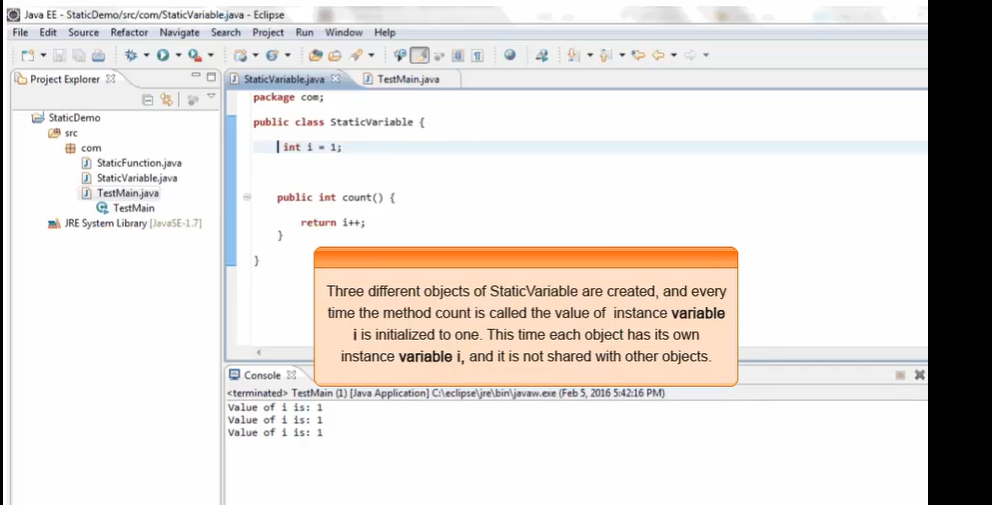 Java EE - StaticDemo/src/com/StaticVariable.java - Eclipse
File Edit Source Refactor Navigate Search Project Run Window Help
Project Explorer
StaticVariable.java TestMain.java
StaticDemo
src
com
StaticFunction.java
StaticVariable.java
TestMain.java
TestMain
JRE System Library [JavaSE-1.7]
package com;
public class StaticVariable {
int i = 1;
public int count() {
return i++;
}
}
Three different objects of StaticVariable are created, and every
time the method count is called the value of instance variable
i is initialized to one. This time each object has its own
instance variable i, and it is not shared with other objects.
Console
<terminated> TestMain (1) [Java Application] C:\eclipse\jre\bin\javaw.exe (Feb 5, 2016 5:42:16 PM)
Value of i is: 1
Value of i is: 1
Value of i is: 1